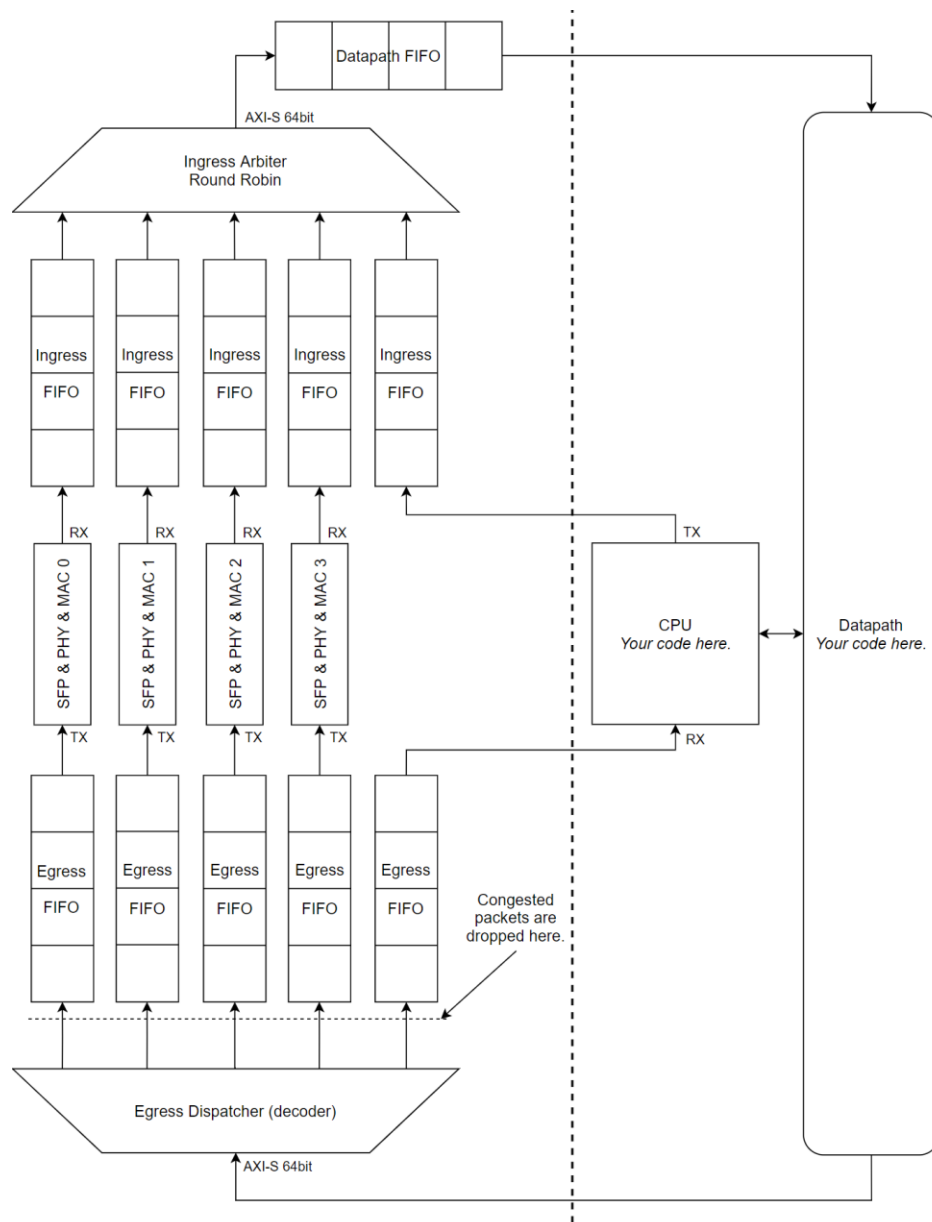 Datapath FIFO
AXI-S 64bit
Ingress Arbiter
Round Robin
Ingress
FIFO
Ingress
FIFO
Ingress
FIFO
Ingress
FIFO
Ingress
FIFO
RX
RX
RX
RX
TX
SFP & PHY & MAC 0
SFP & PHY & MAC 1
SFP & PHY & MAC 2
SFP & PHY & MAC 3
CPU
Your code here.
Datapath
Your code here.
TX
TX
TX
TX
RX
Egress
FIFO
Egress
FIFO
Egress
FIFO
Egress
FIFO
Egress
FIFO
Congested
packets are
dropped here.
Egress Dispatcher (decoder)
AXI-S 64bit